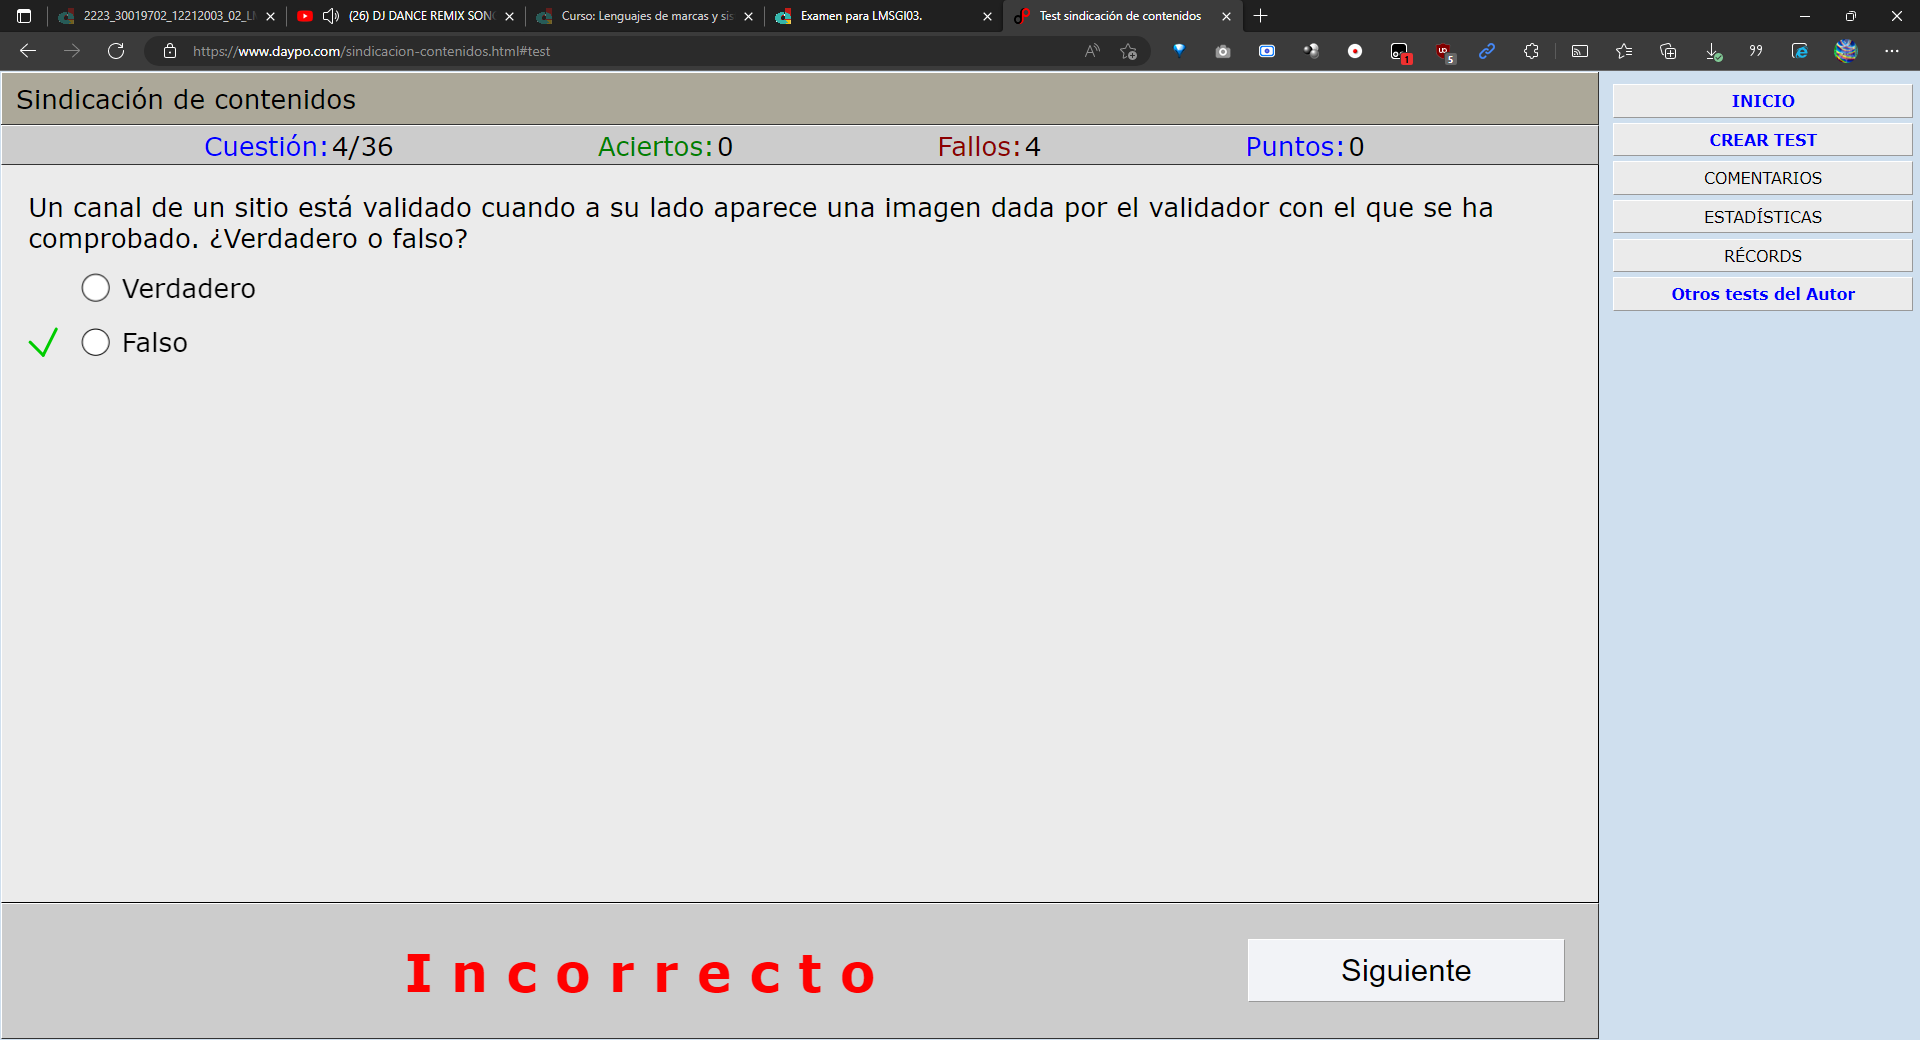 2223_30019702_12212003_02_LI
(26) DJ DANCE REMIX SONG
Curso: Lenguajes de marcas y sis
Examen para LMSGI03.
Test sindicación de contenidos
https://www.daypo.com/sindicacion-contenidos.html#test
1
5
Sindicación de contenidos
Cuestión: 4/36
Aciertos: 0
Fallos: 4
Puntos: 0
Un canal de un sitio está validado cuando a su lado aparece una imagen dada por el validador con el que se ha
comprobado. ¿Verdadero o falso?
Verdadero
Falso
Incorrecto
Siguiente
INICIO
CREAR TEST
COMENTARIOS
ESTADÍSTICAS
RÉCORDS
Otros tests del Autor